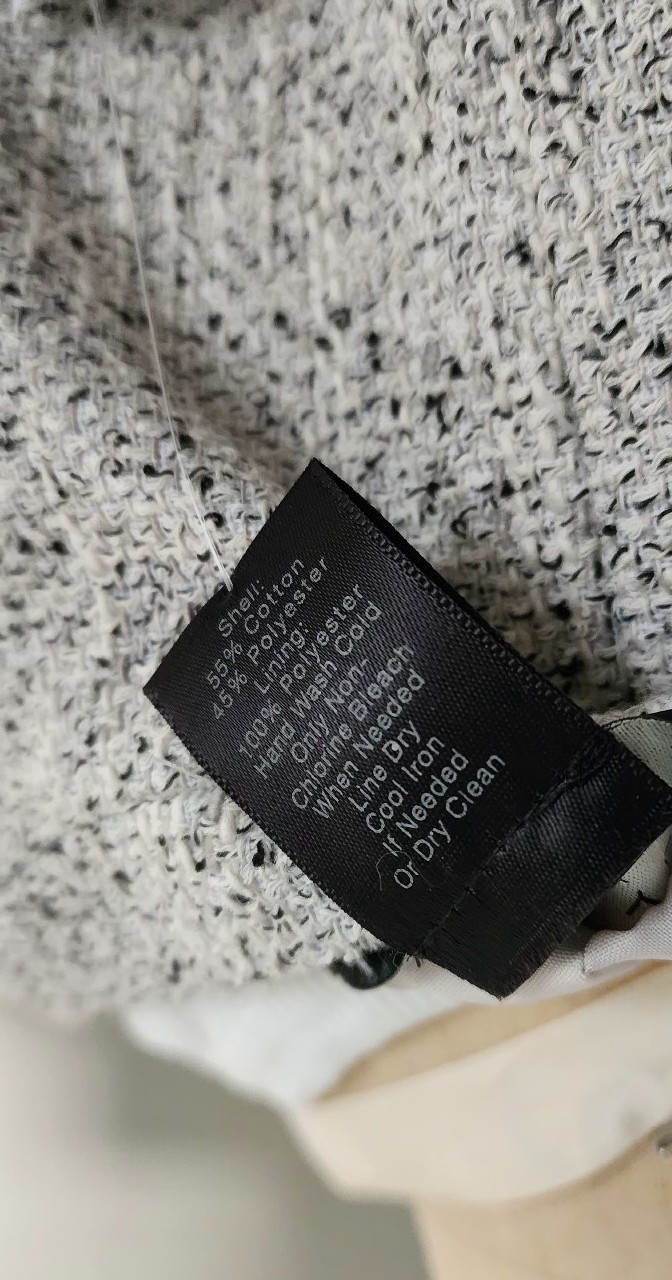 Shell:
55% Cotton
45% Polyester
Lining:
100% Polyester
Hand Wash Cold
Only Non-
Chlorine Bleach
When Needed
Line Dry
Cool Iron
If Needed
Or Dry Clean